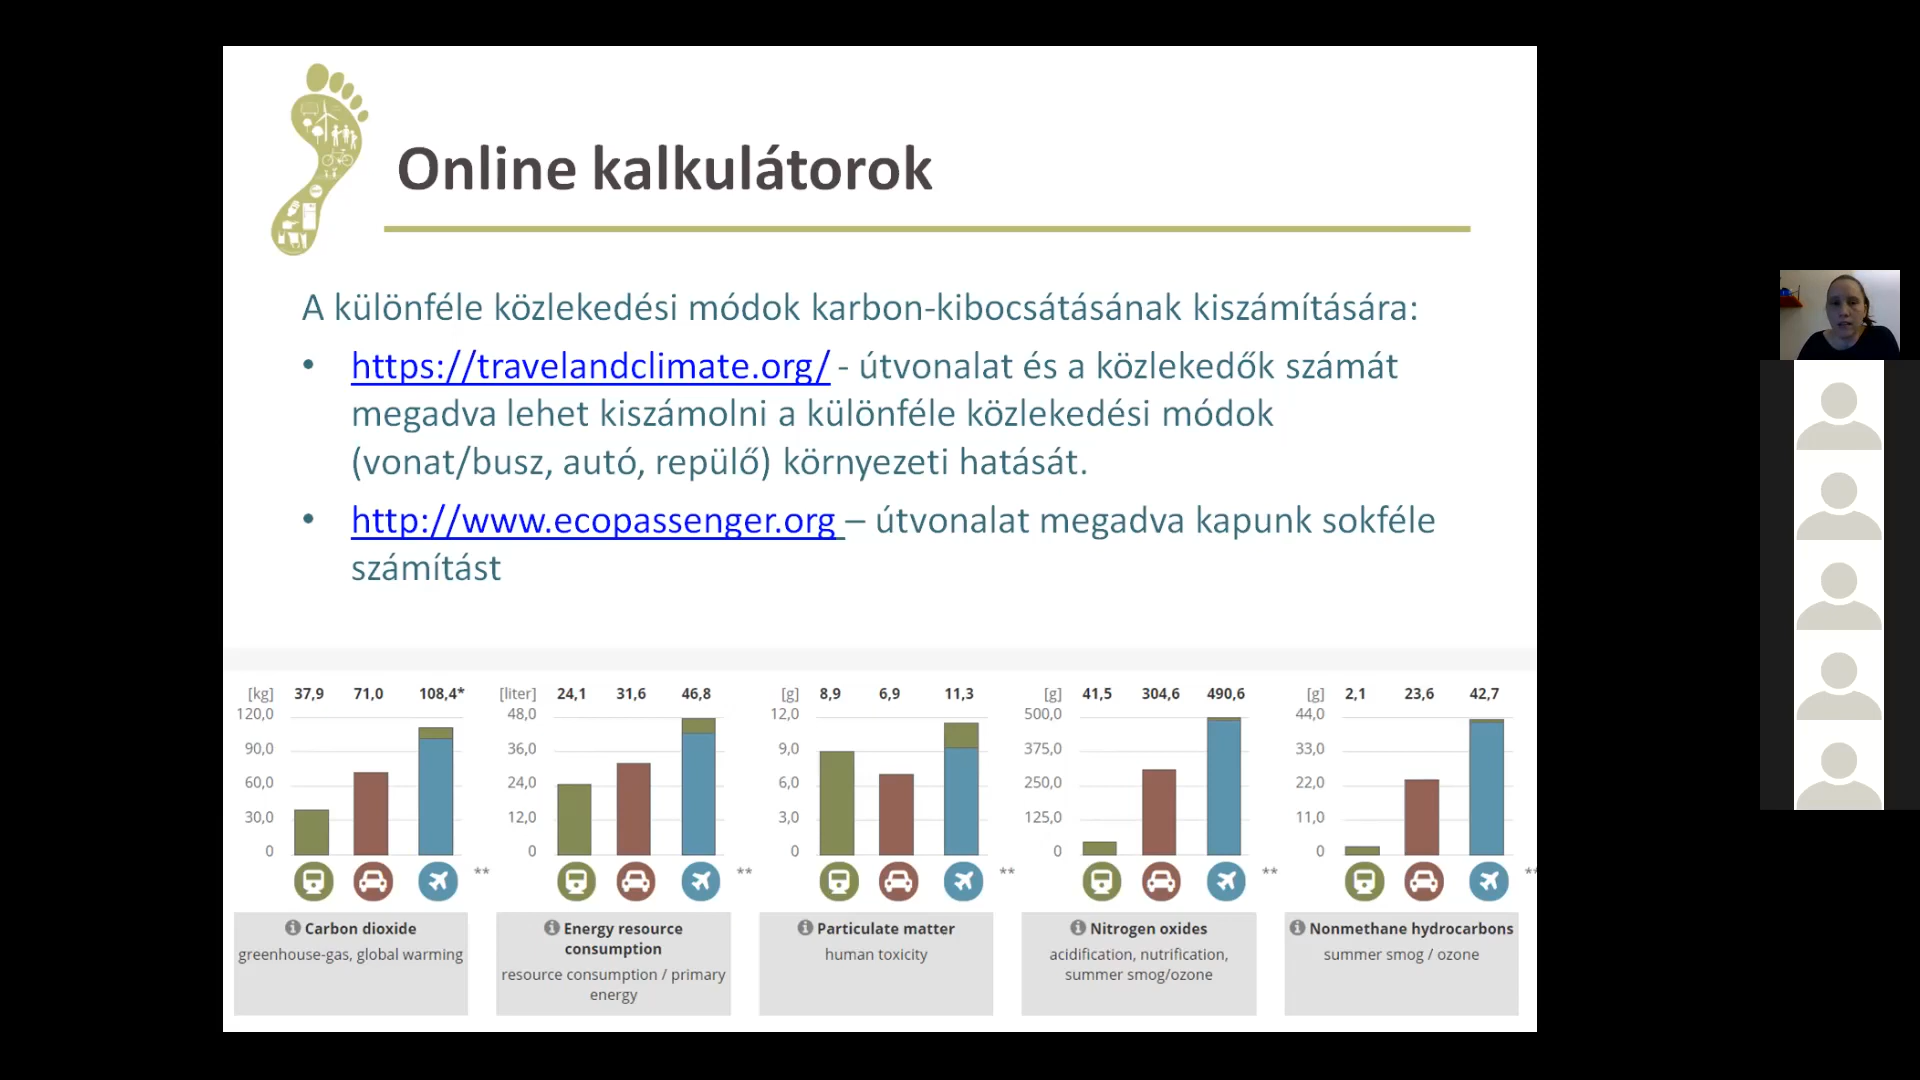 Online kalkulátorok
A különféle közlekedési módok karbon-kibocsátásának kiszámítására:
• https://travelandclimate.org/ - útvonalat és a közlekedők számát
megadva lehet kiszámolni a különféle közlekedési módok
(vonat/busz, autó, repülő) környezeti hatását.
• http://www.ecopassenger.org – útvonalat megadva kapunk sokféle
számítást
[kg] 37,9 71,0 108,4*
120,0
90,0
60,0
30,0
0
**
Carbon dioxide
greenhouse-gas, global warming
[liter] 24,1 31,6 46,8
48,0
36,0
24,0
12,0
0
**
Energy resource
consumption
resource consumption / primary
energy
[g] 8,9 6,9 11,3
12,0
9,0
6,0
3,0
0
**
Particulate matter
human toxicity
[g] 41,5 304,6 490,6
500,0
375,0
250,0
125,0
0
**
Nitrogen oxides
acidification, nutrification,
summer smog/ozone
[g] 2,1 23,6 42,7
44,0
33,0
22,0
11,0
0
**
Nonmethane hydrocarbons
summer smog / ozone